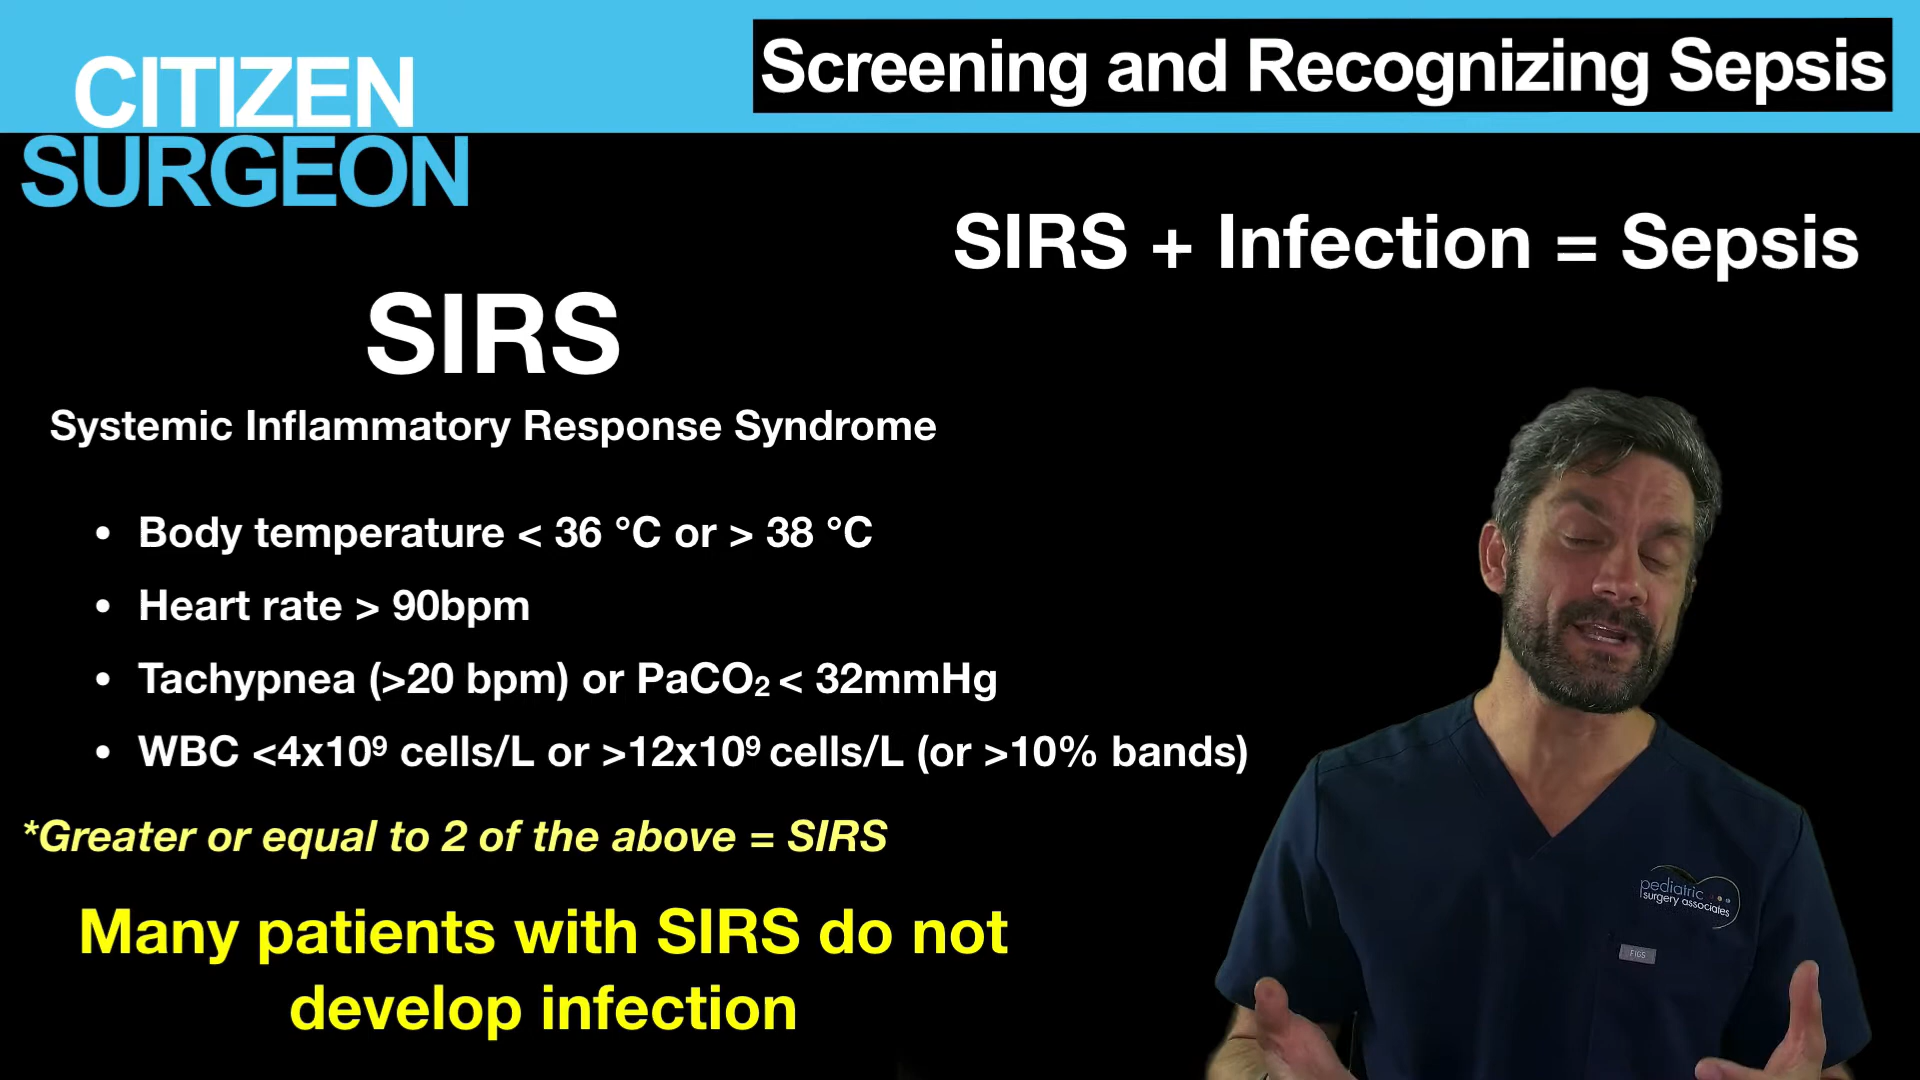 CITIZEN
SURGEON
Screening and Recognizing Sepsis
SIRS + Infection = Sepsis
SIRS
Systemic Inflammatory Response Syndrome
• Body temperature < 36 °C or > 38 °C
• Heart rate > 90bpm
• Tachypnea (>20 bpm) or PaCO₂ < 32mmHg
• WBC <4x10⁹ cells/L or >12x10⁹ cells/L (or >10% bands)
*Greater or equal to 2 of the above = SIRS
Many patients with SIRS do not
develop infection
pediatric
surgery associates
FIGS